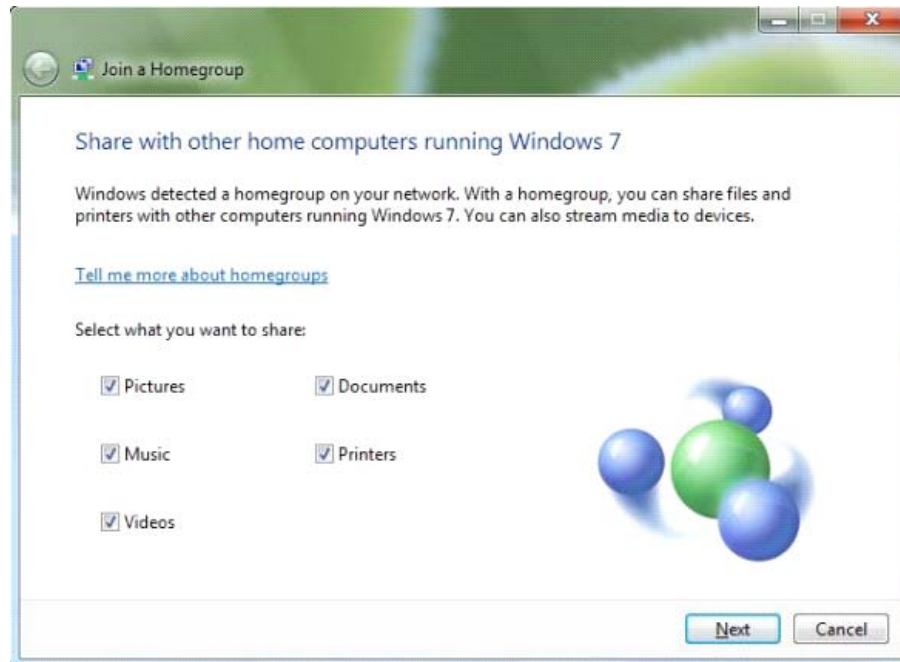 Join a Homegroup
Share with other home computers running Windows 7
Windows detected a homegroup on your network. With a homegroup, you can share files and
printers with other computers running Windows 7. You can also stream media to devices.
Tell me more about homegroups
Select what you want to share:
Pictures
Documents
Music
Printers
Videos
Next
Cancel